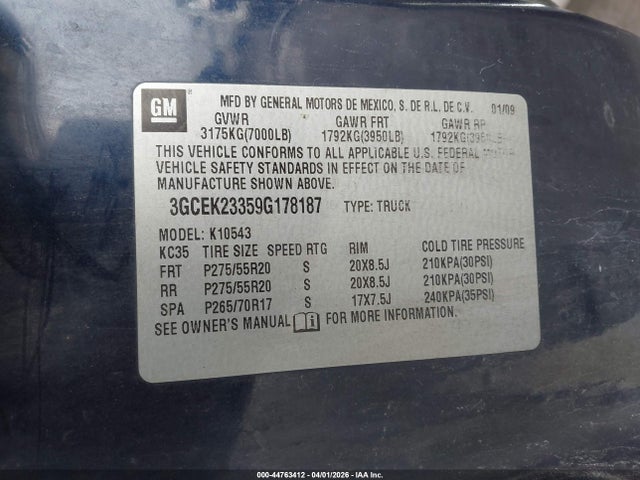 GM
MFD BY GENERAL MOTORS DE MEXICO, S. DE R.L. DE C.V. 01/09
GVWR GAWR FRT GAWR RR
3175KG(7000LB) 1792KG(3950LB) 1792KG(3950LB)
THIS VEHICLE CONFORMS TO ALL APPLICABLE U.S. FEDERAL MOTOR
VEHICLE SAFETY STANDARDS IN EFFECT ON THE DATE OF
MANUFACTURE SHOWN ABOVE.
3GCEK23359G178187 TYPE: TRUCK
MODEL: K10543
KC35 TIRE SIZE SPEED RTG RIM COLD TIRE PRESSURE
FRT P275/55R20 S 20X8.5J 210KPA(30PSI)
RR P275/55R20 S 20X8.5J 210KPA(30PSI)
SPA P265/70R17 S 17X7.5J 240KPA(35PSI)
SEE OWNER'S MANUAL i FOR MORE INFORMATION.
000-44763412 - 04/01/2026 - IAA Inc.